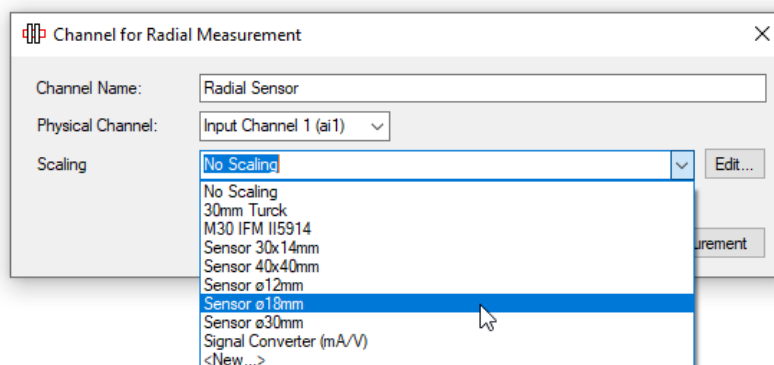 Channel for Radial Measurement
Channel Name: Radial Sensor
Physical Channel: Input Channel 1 (ai1)
Scaling No Scaling Edit...
No Scaling
30mm Turck
M30 IFM II5914
Sensor 30x14mm
Sensor 40x40mm
Sensor ø12mm
Sensor ø18mm
Sensor ø30mm
Signal Converter (mA/V)
<New...>